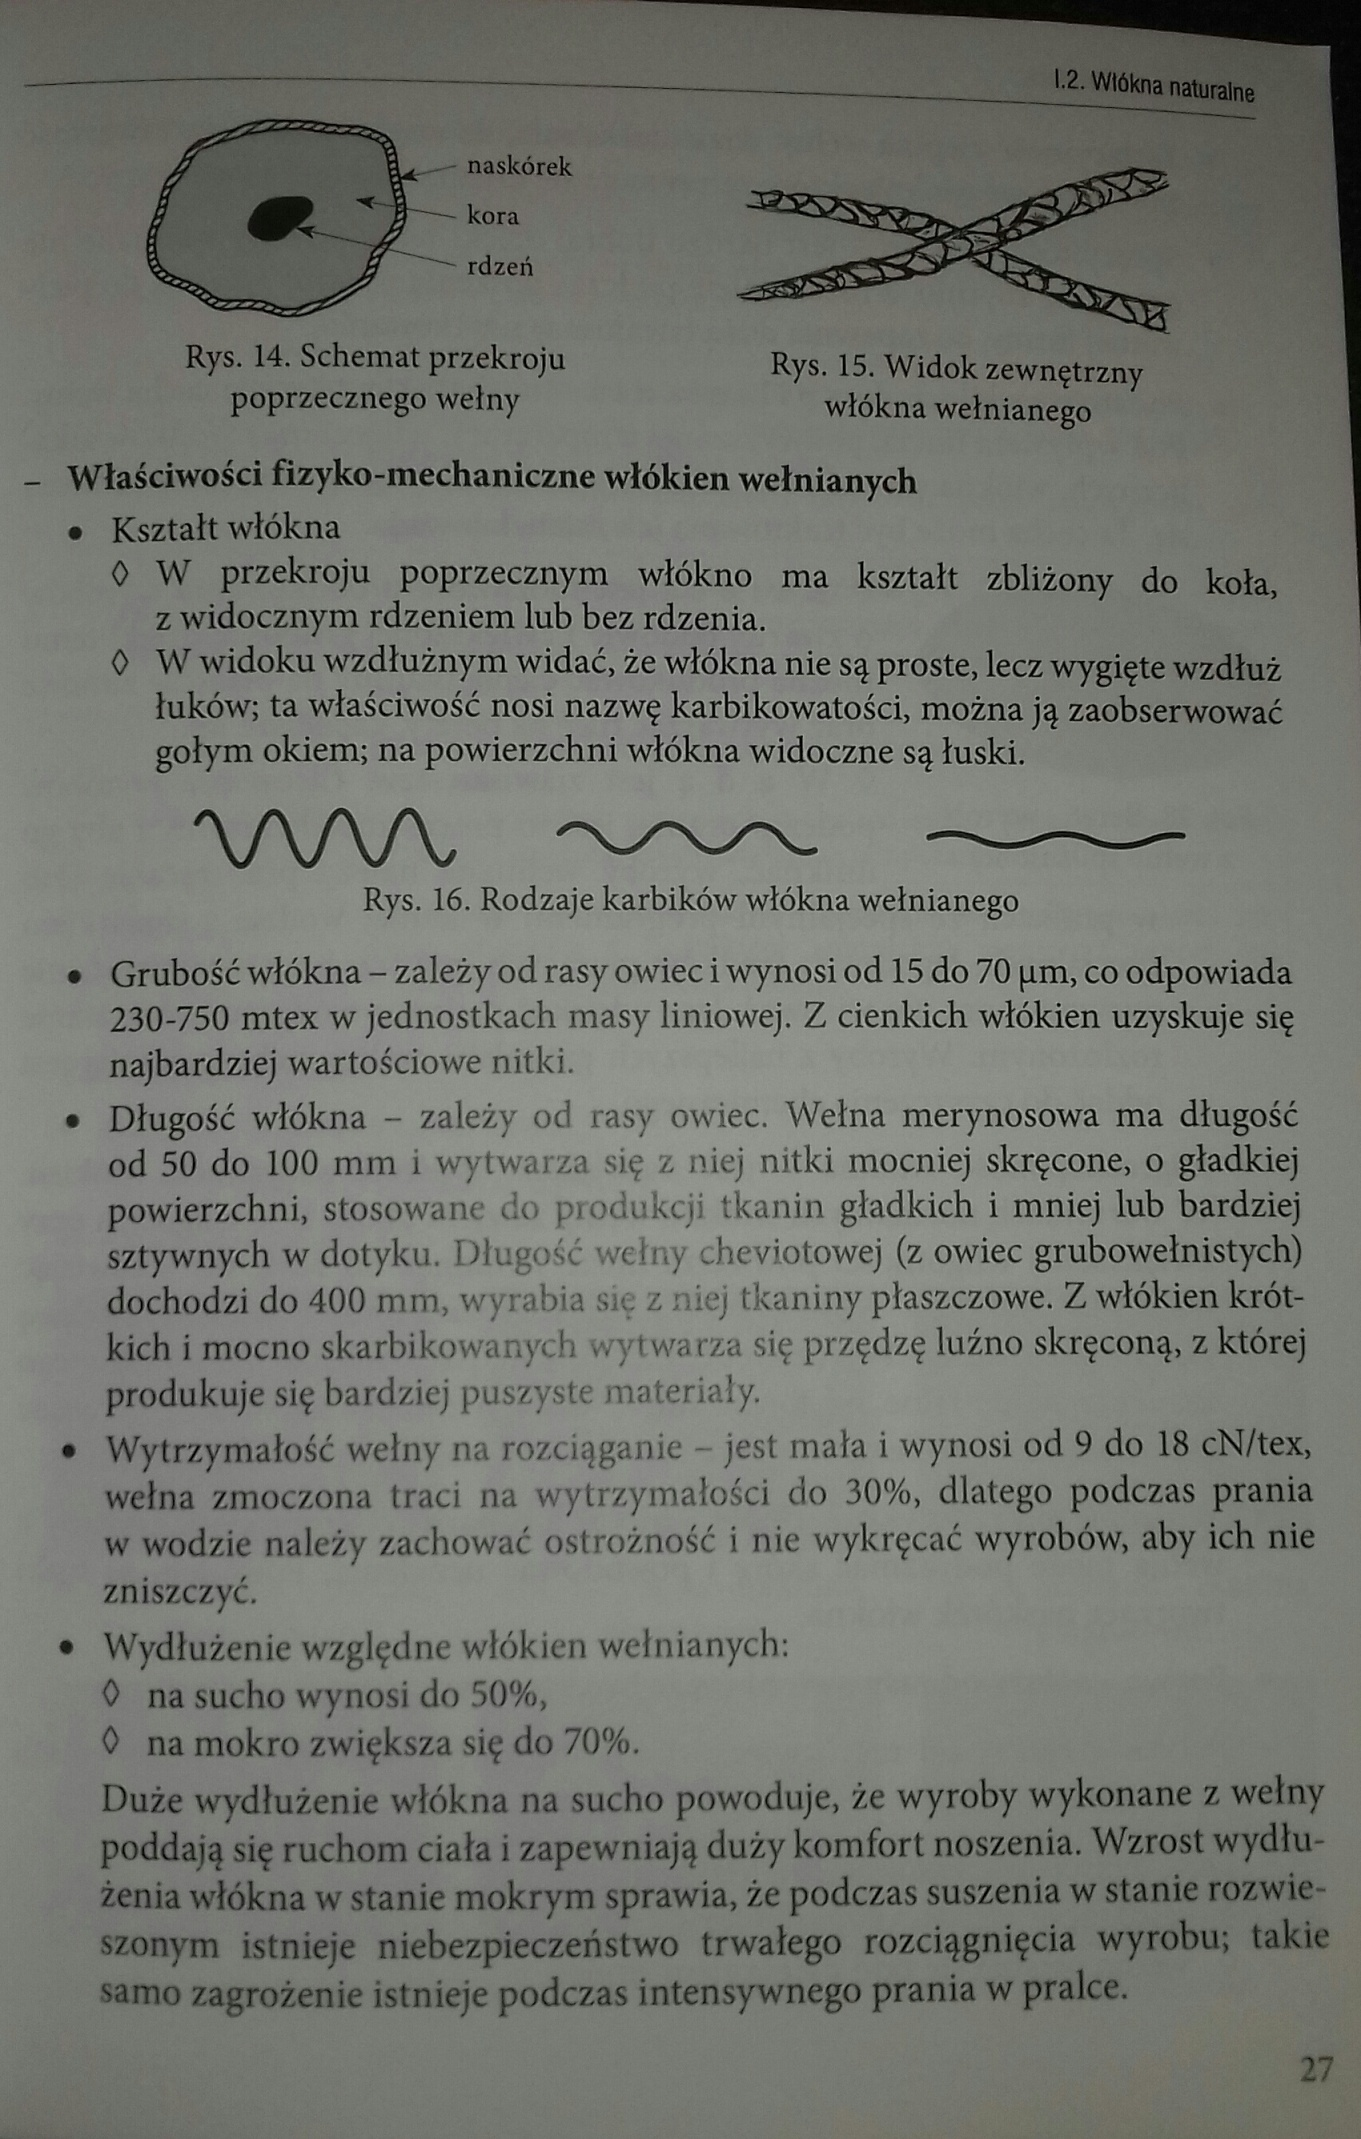 I.2. Włókna naturalne
naskórek
kora
rdzeń
Rys. 14. Schemat przekroju
poprzecznego wełny
Rys. 15. Widok zewnętrzny
włókna wełnianego
– Właściwości fizyko-mechaniczne włókien wełnianych
• Kształt włókna
◊ W przekroju poprzecznym włókno ma kształt zbliżony do koła,
z widocznym rdzeniem lub bez rdzenia.
◊ W widoku wzdłużnym widać, że włókna nie są proste, lecz wygięte wzdłuż
łuków; ta właściwość nosi nazwę karbikowatości, można ją zaobserwować
gołym okiem; na powierzchni włókna widoczne są łuski.
Rys. 16. Rodzaje karbików włókna wełnianego
• Grubość włókna – zależy od rasy owiec i wynosi od 15 do 70 µm, co odpowiada
230-750 mtex w jednostkach masy liniowej. Z cienkich włókien uzyskuje się
najbardziej wartościowe nitki.
• Długość włókna – zależy od rasy owiec. Wełna merynosowa ma długość
od 50 do 100 mm i wytwarza się z niej nitki mocniej skręcone, o gładkiej
powierzchni, stosowane do produkcji tkanin gładkich i mniej lub bardziej
sztywnych w dotyku. Długość wełny cheviotowej (z owiec grubowełnistych)
dochodzi do 400 mm, wyrabia się z niej tkaniny płaszczowe. Z włókien krót-
kich i mocno skarbikowanych wytwarza się przędzę luźno skręconą, z której
produkuje się bardziej puszyste materiały.
• Wytrzymałość wełny na rozciąganie – jest mała i wynosi od 9 do 18 cN/tex,
wełna zmoczona traci na wytrzymałości do 30%, dlatego podczas prania
w wodzie należy zachować ostrożność i nie wykręcać wyrobów, aby ich nie
zniszczyć.
• Wydłużenie względne włókien wełnianych:
◊ na sucho wynosi do 50%,
◊ na mokro zwiększa się do 70%.
Duże wydłużenie włókna na sucho powoduje, że wyroby wykonane z wełny
poddają się ruchom ciała i zapewniają duży komfort noszenia. Wzrost wydłu-
żenia włókna w stanie mokrym sprawia, że podczas suszenia w stanie rozwie-
szonym istnieje niebezpieczeństwo trwałego rozciągnięcia wyrobu; takie
samo zagrożenie istnieje podczas intensywnego prania w pralce.
27